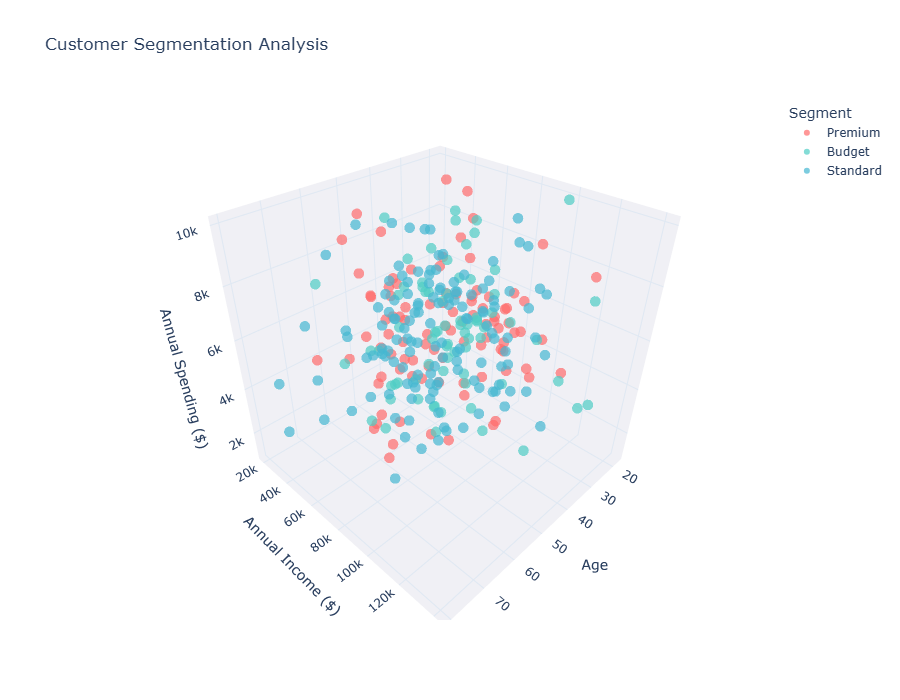 Customer Segmentation Analysis
Segment
Premium
Budget
Standard
10k
8k
6k
4k
2k
Annual Spending ($)
20k
40k
60k
80k
100k
120k
Annual Income ($)
20
30
40
50
60
70
Age